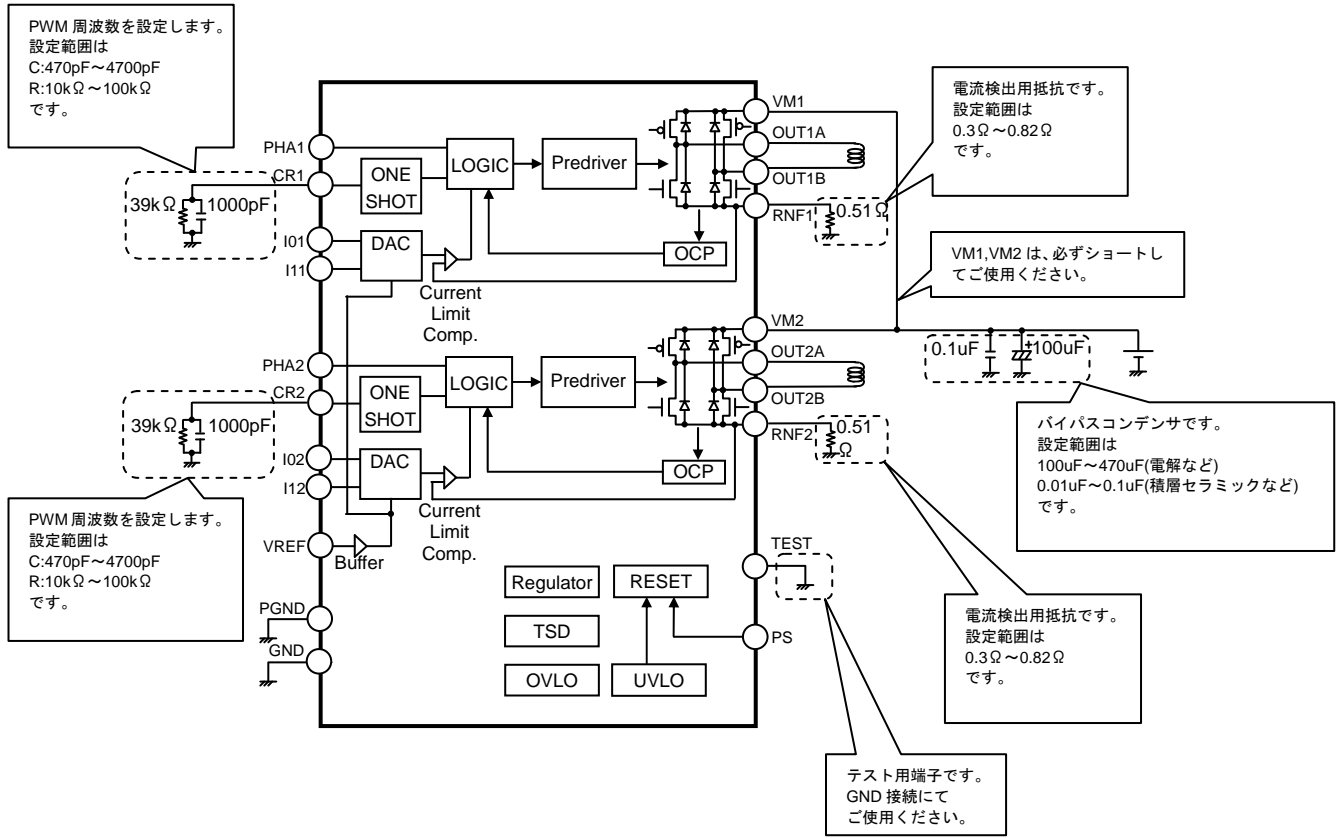 PWM 周波数を設定します。
設定範囲は
C:470pF～4700pF
R:10kΩ～100kΩ
です。
電流検出用抵抗です。
設定範囲は
0.3Ω～0.82Ω
です。
VM1
OUT1A
OUT1B
RNF1
0.51Ω
PHA1
CR1
39kΩ
1000pF
I01
I11
ONE
SHOT
LOGIC
Predriver
DAC
OCP
Current
Limit
Comp.
VM1,VM2 は、必ずショートし
てご使用ください。
VM2
OUT2A
OUT2B
RNF2
0.51
Ω
0.1uF
+100uF
PHA2
CR2
39kΩ
1000pF
I02
I12
ONE
SHOT
LOGIC
Predriver
DAC
OCP
Current
Limit
Comp.
バイパスコンデンサです。
設定範囲は
100uF～470uF(電解など)
0.01uF～0.1uF(積層セラミックなど)
です。
PWM 周波数を設定します。
設定範囲は
C:470pF～4700pF
R:10kΩ～100kΩ
です。
VREF
Buffer
PGND
GND
Regulator
RESET
TSD
OVLO
UVLO
TEST
PS
電流検出用抵抗です。
設定範囲は
0.3Ω～0.82Ω
です。
テスト用端子です。
GND 接続にて
ご使用ください。